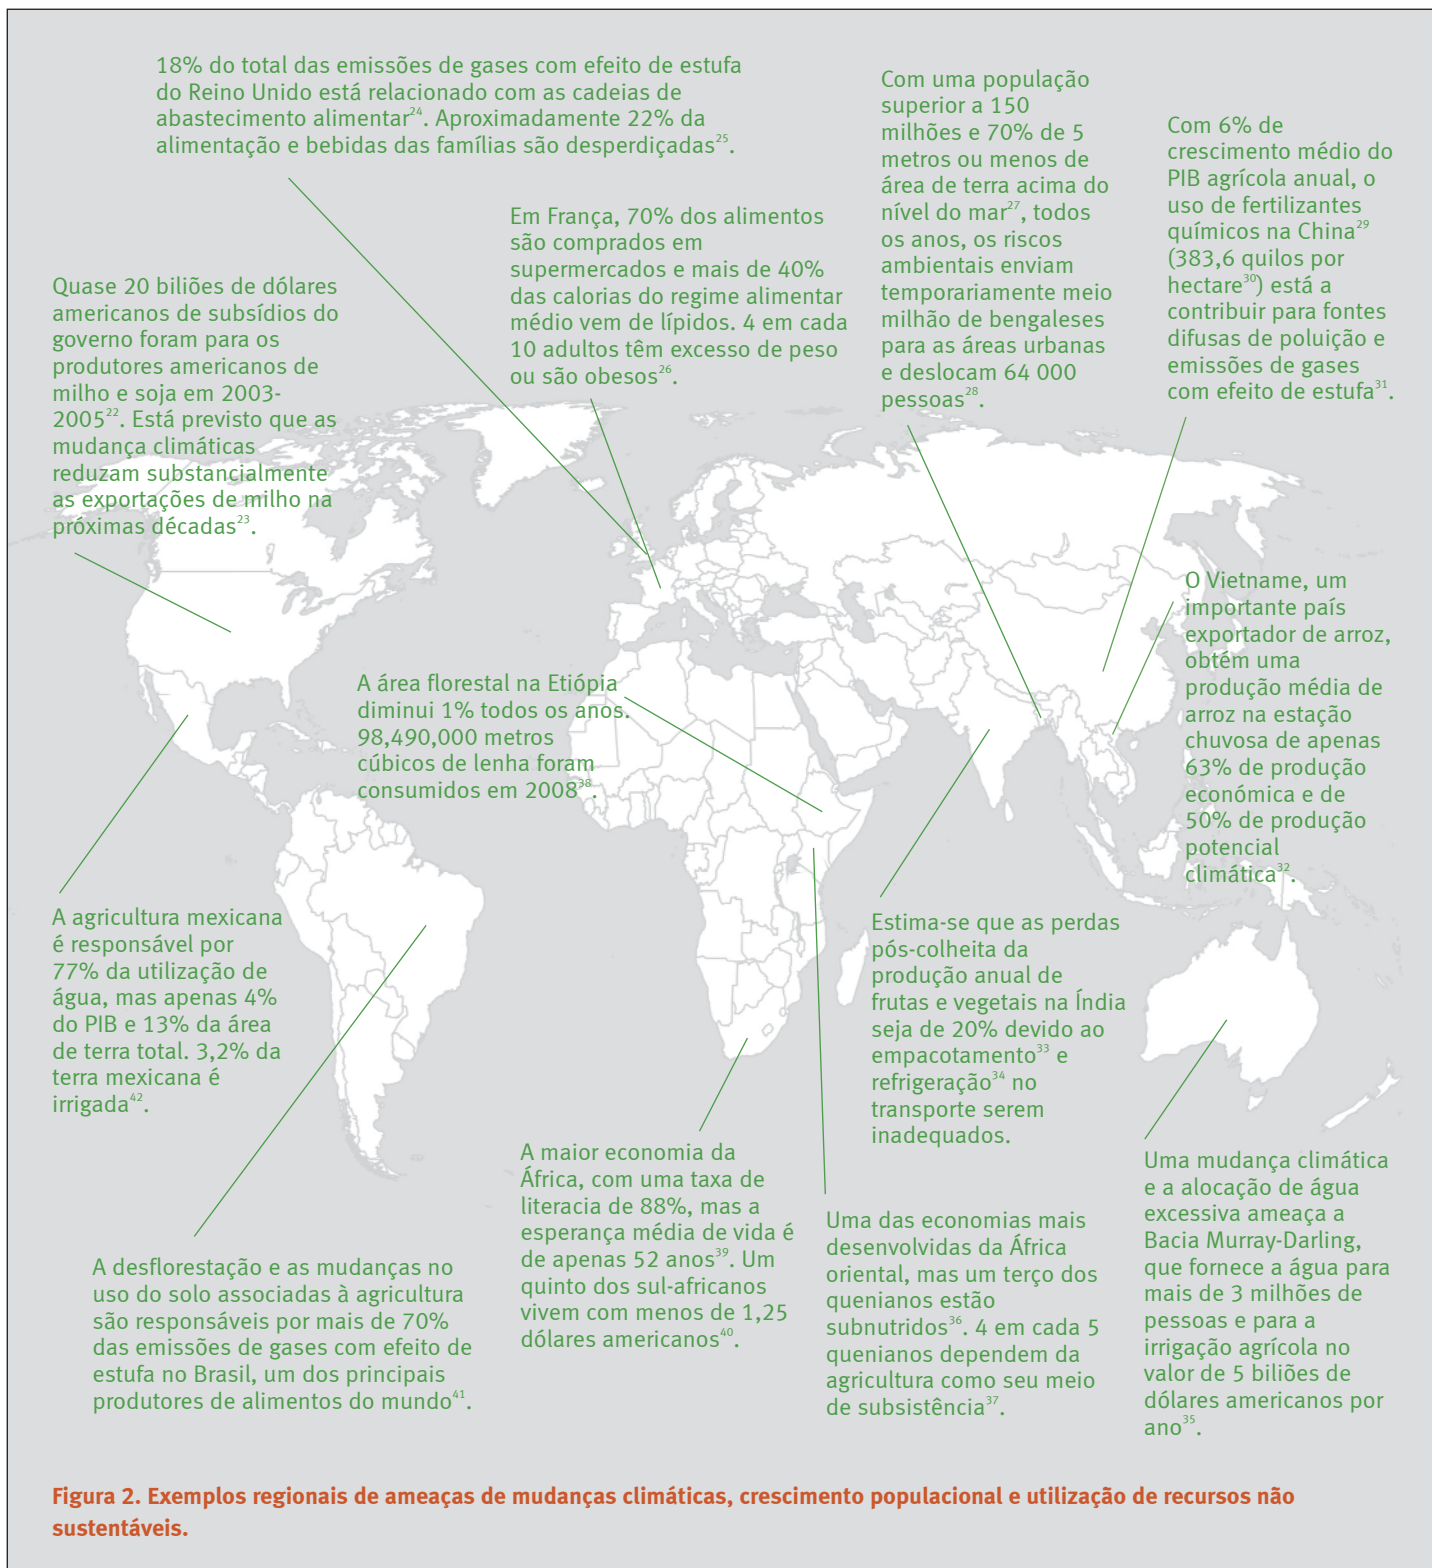 18% do total das emissões de gases com efeito de estufa
do Reino Unido está relacionado com as cadeias de
abastecimento alimentar24. Aproximadamente 22% da
alimentação e bebidas das famílias são desperdiçadas25.
Em França, 70% dos alimentos
são comprados em
supermercados e mais de 40%
das calorias do regime alimentar
médio vem de lípidos. 4 em cada
10 adultos têm excesso de peso
ou são obesos26.
Com uma população
superior a 150
milhões e 70% de 5
metros ou menos de
área de terra acima do
nível do mar27, todos
os anos, os riscos
ambientais enviam
temporariamente meio
milhão de bengaleses
para as áreas urbanas
e deslocam 64 000
pessoas28.
Com 6% de
crescimento médio do
PIB agrícola anual, o
uso de fertilizantes
químicos na China29
(383,6 quilos por
hectare30) está a
contribuir para fontes
difusas de poluição e
emissões de gases
com efeito de estufa31.
Quase 20 biliões de dólares
americanos de subsídios do
governo foram para os
produtores americanos de
milho e soja em 2003-
200522. Está previsto que as
mudança climáticas
reduzam substancialmente
as exportações de milho na
próximas décadas23.
O Vietname, um
importante país
exportador de arroz,
obtém uma
produção média de
arroz na estação
chuvosa de apenas
63% de produção
económica e de
50% de produção
potencial
climática32.
A área florestal na Etiópia
diminui 1% todos os anos.
98,490,000 metros
cúbicos de lenha foram
consumidos em 200838.
A agricultura mexicana
é responsável por
77% da utilização de
água, mas apenas 4%
do PIB e 13% da área
de terra total. 3,2% da
terra mexicana é
irrigada42.
Estima-se que as perdas
pós-colheita da
produção anual de
frutas e vegetais na Índia
seja de 20% devido ao
empacotamento33 e
refrigeração34 no
transporte serem
inadequados.
A desflorestação e as mudanças no
uso do solo associadas à agricultura
são responsáveis por mais de 70%
das emissões de gases com efeito de
estufa no Brasil, um dos principais
produtores de alimentos do mundo41.
A maior economia da
África, com uma taxa de
literacia de 88%, mas a
esperança média de vida é
de apenas 52 anos39. Um
quinto dos sul-africanos
vivem com menos de 1,25
dólares americanos40.
Uma das economias mais
desenvolvidas da África
oriental, mas um terço dos
quenianos estão
subnutridos36. 4 em cada 5
quenianos dependem da
agricultura como seu meio
de subsistência37.
Uma mudança climática
e a alocação de água
excessiva ameaça a
Bacia Murray-Darling,
que fornece a água para
mais de 3 milhões de
pessoas e para a
irrigação agrícola no
valor de 5 biliões de
dólares americanos por
ano35.
Figura 2. Exemplos regionais de ameaças de mudanças climáticas, crescimento populacional e utilização de recursos não
sustentáveis.